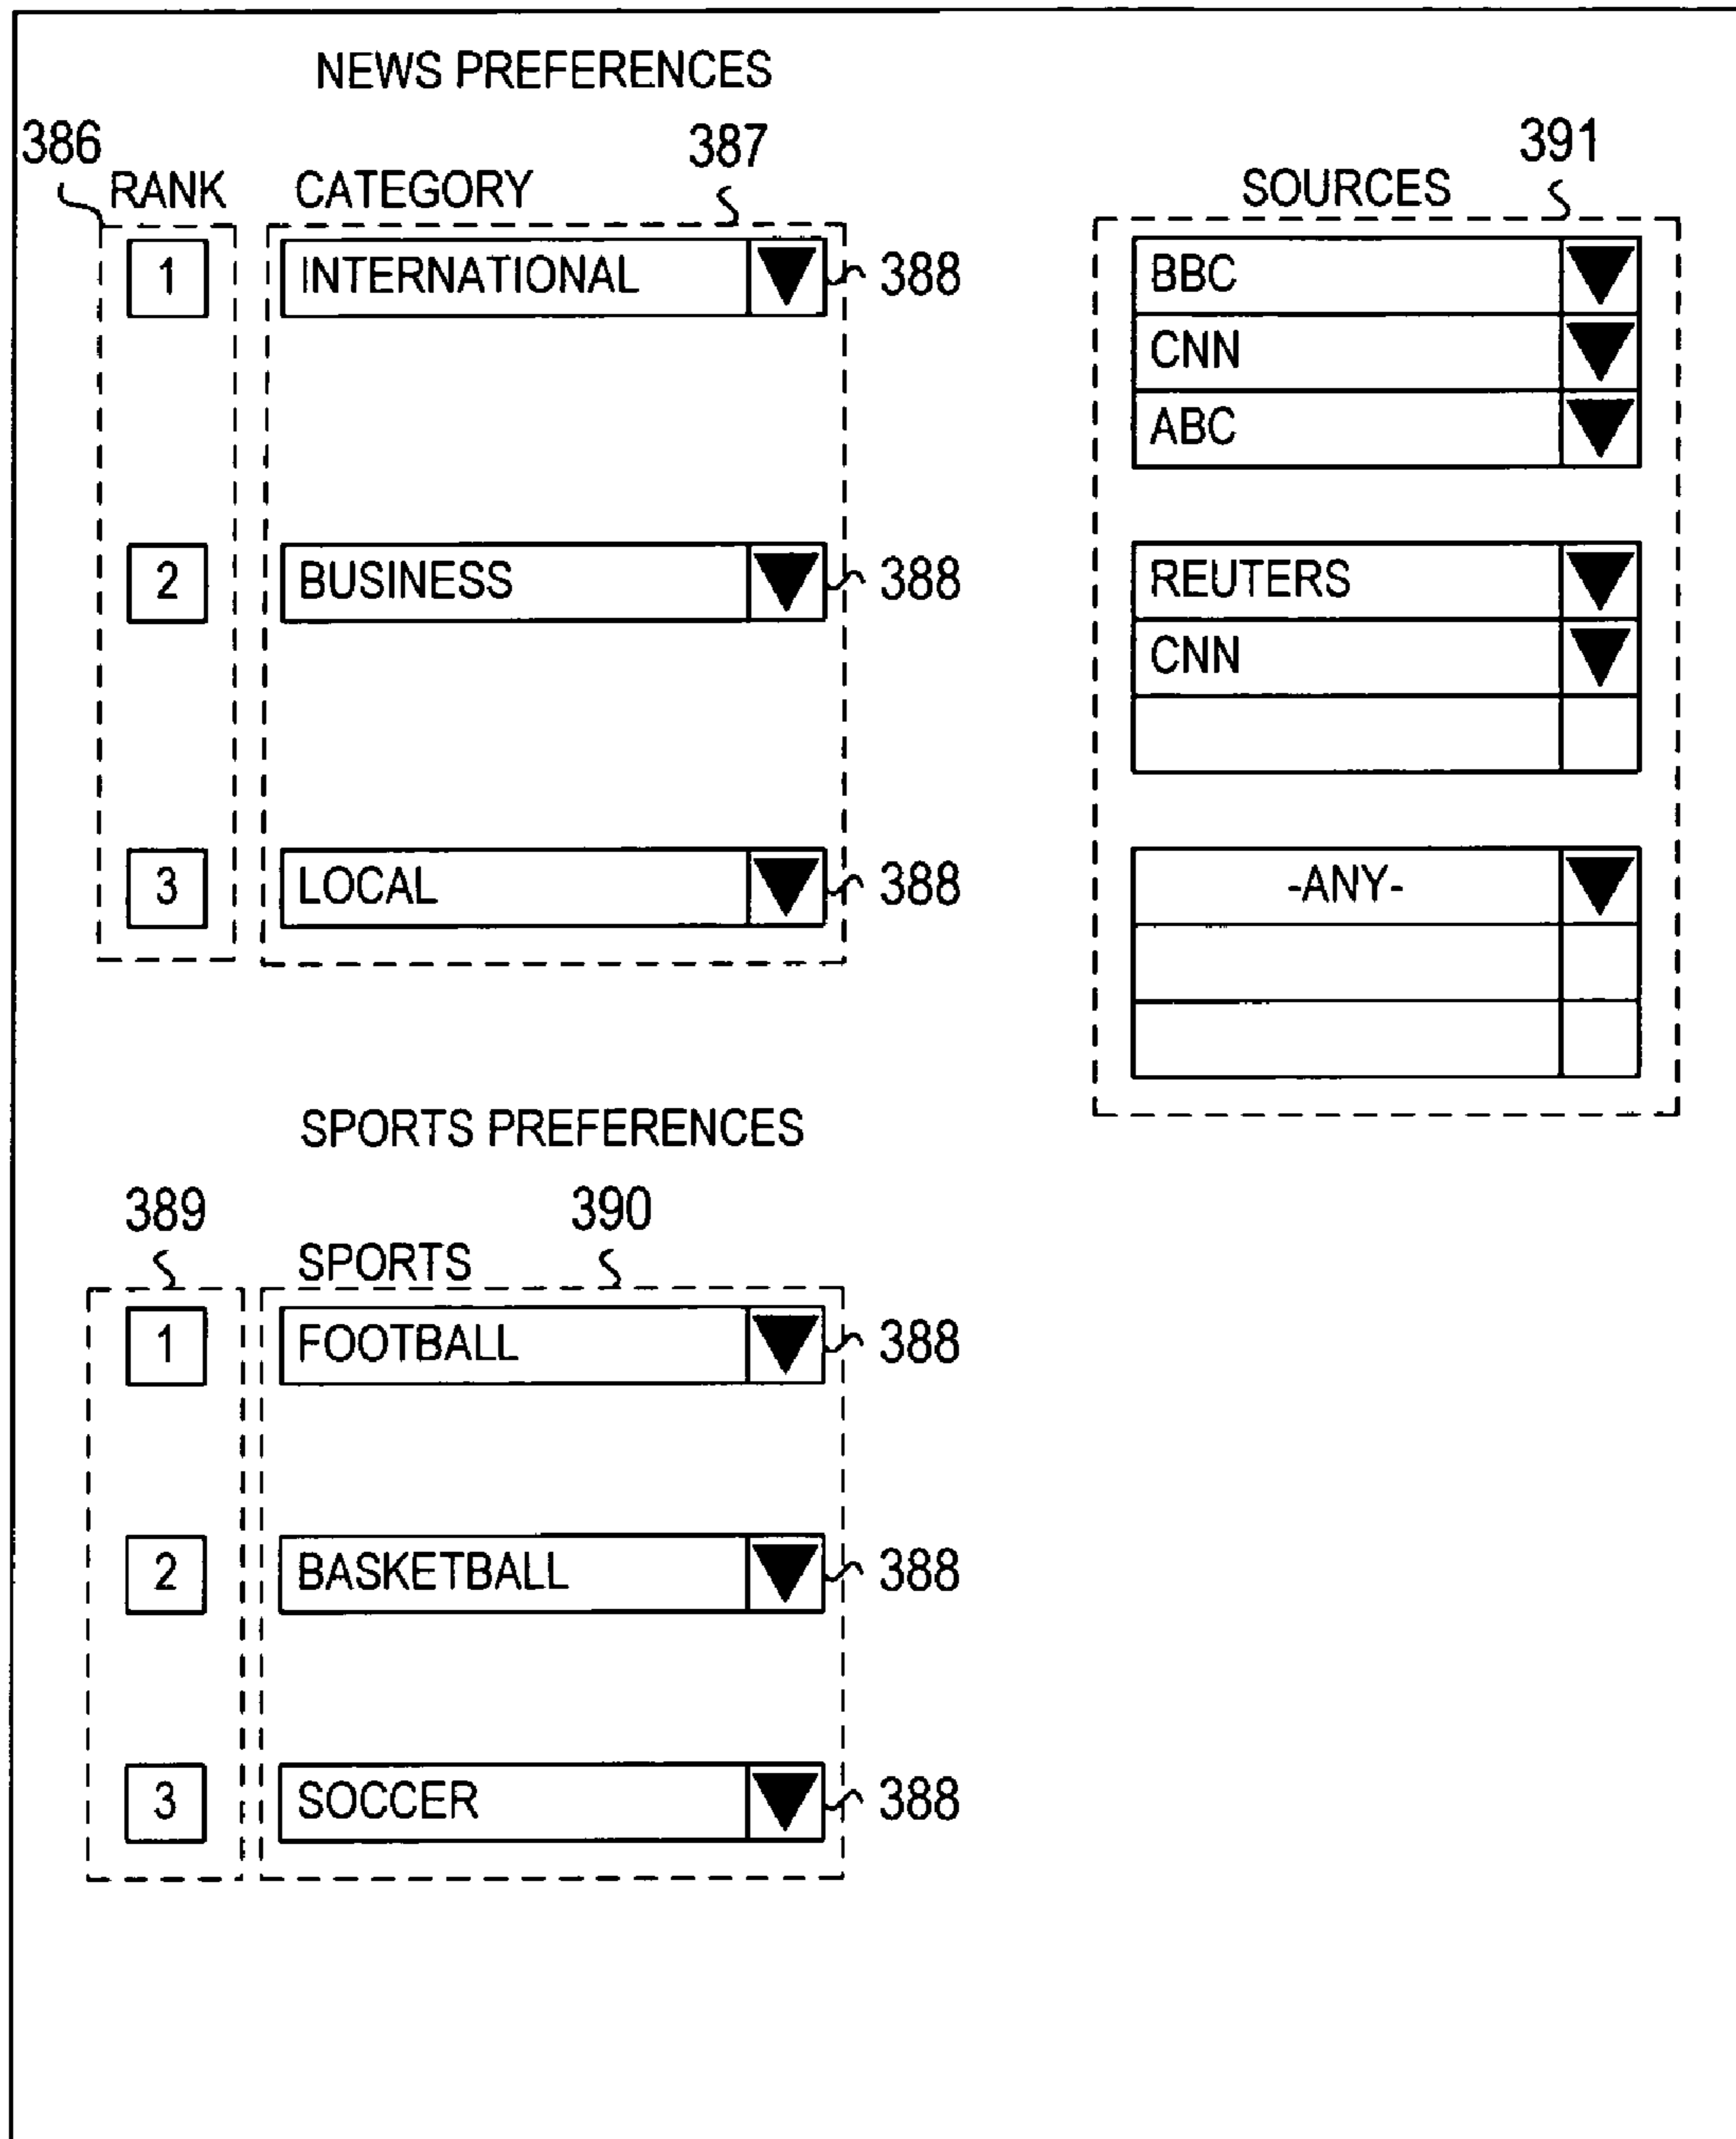 NEWS PREFERENCES
386 387 391
RANK CATEGORY SOURCES
1 INTERNATIONAL 388 BBC
CNN
ABC
2 BUSINESS 388 REUTERS
CNN
3 LOCAL 388 -ANY-
SPORTS PREFERENCES
389 390
SPORTS
1 FOOTBALL 388
2 BASKETBALL 388
3 SOCCER 388